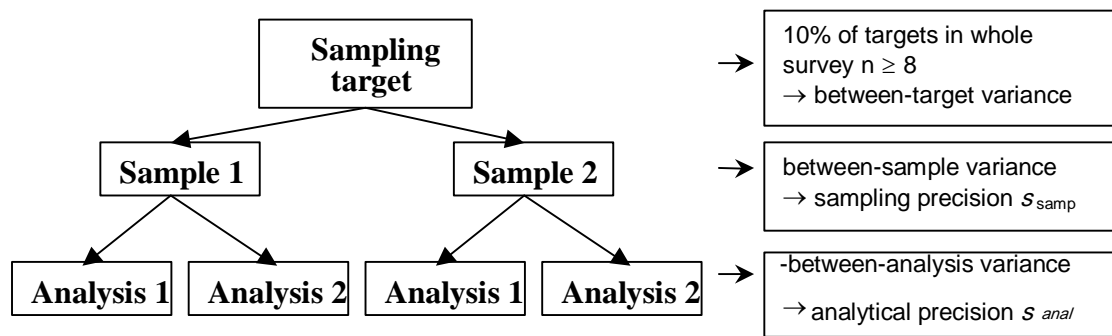 Sampling
target
10% of targets in whole
survey n ≥ 8
→ between-target variance
Sample 1
Sample 2
between-sample variance
→ sampling precision s samp
Analysis 1
Analysis 2
Analysis 1
Analysis 2
-between-analysis variance
→ analytical precision s anal